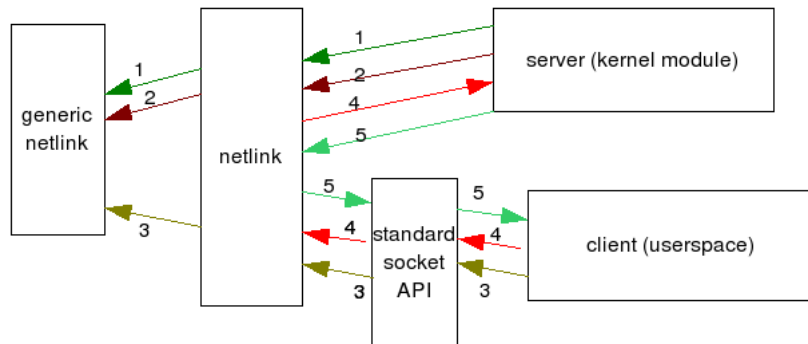 1
server (kernel module)
1
2
2
4
generic
netlink
netlink
5
5
5
3
4
4
standard
socket
API
client (userspace)
3
3